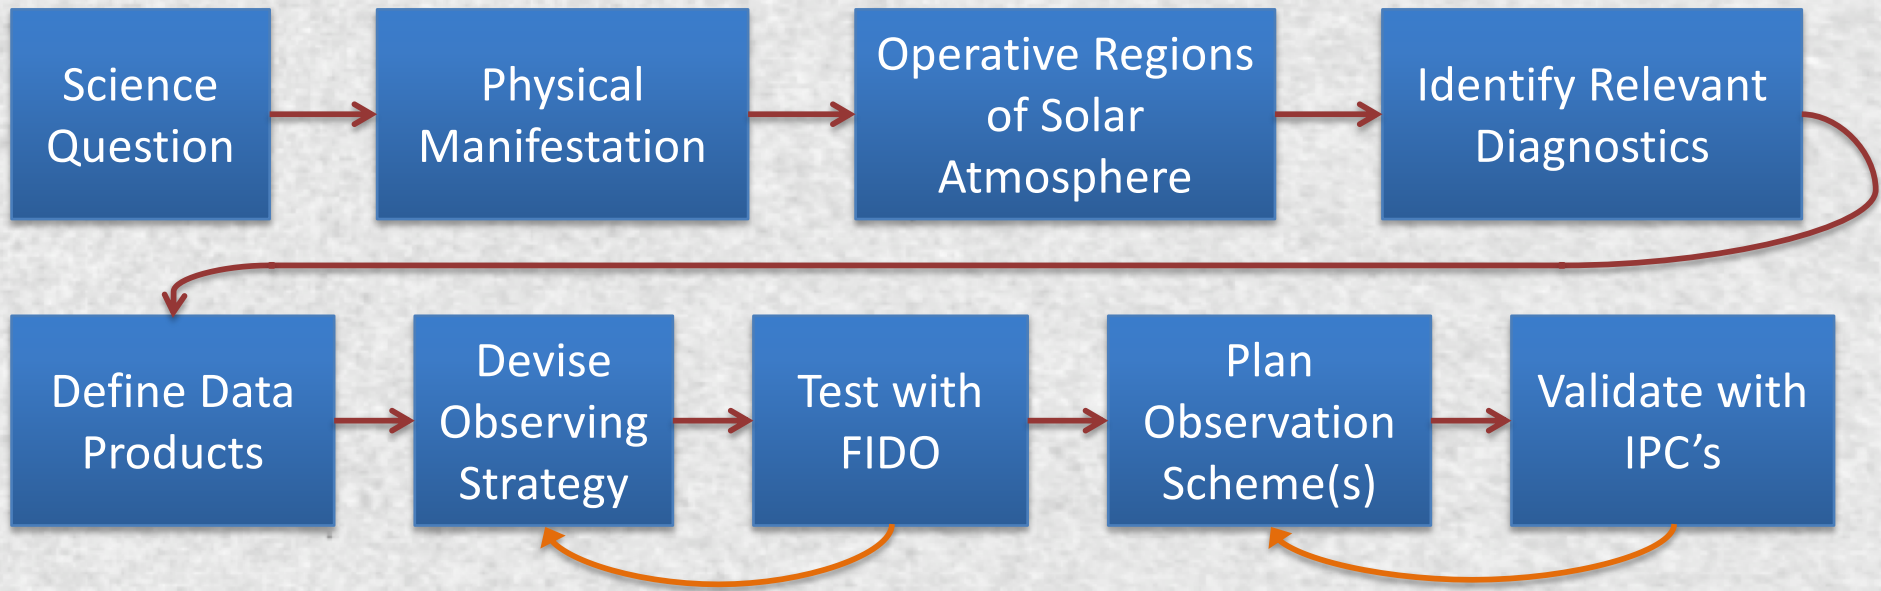 Science
Question
Physical
Manifestation
Operative Regions
of Solar
Atmosphere
Identify Relevant
Diagnostics
Define Data
Products
Devise
Observing
Strategy
Test with
FIDO
Plan
Observation
Scheme(s)
Validate with
IPC’s